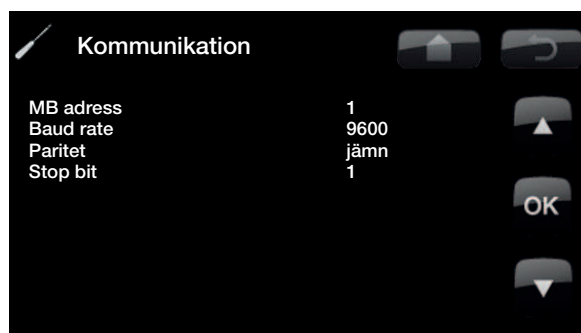 Kommunikation
MB adress 1
Baud rate 9600
Paritet jämn
Stop bit 1
OK